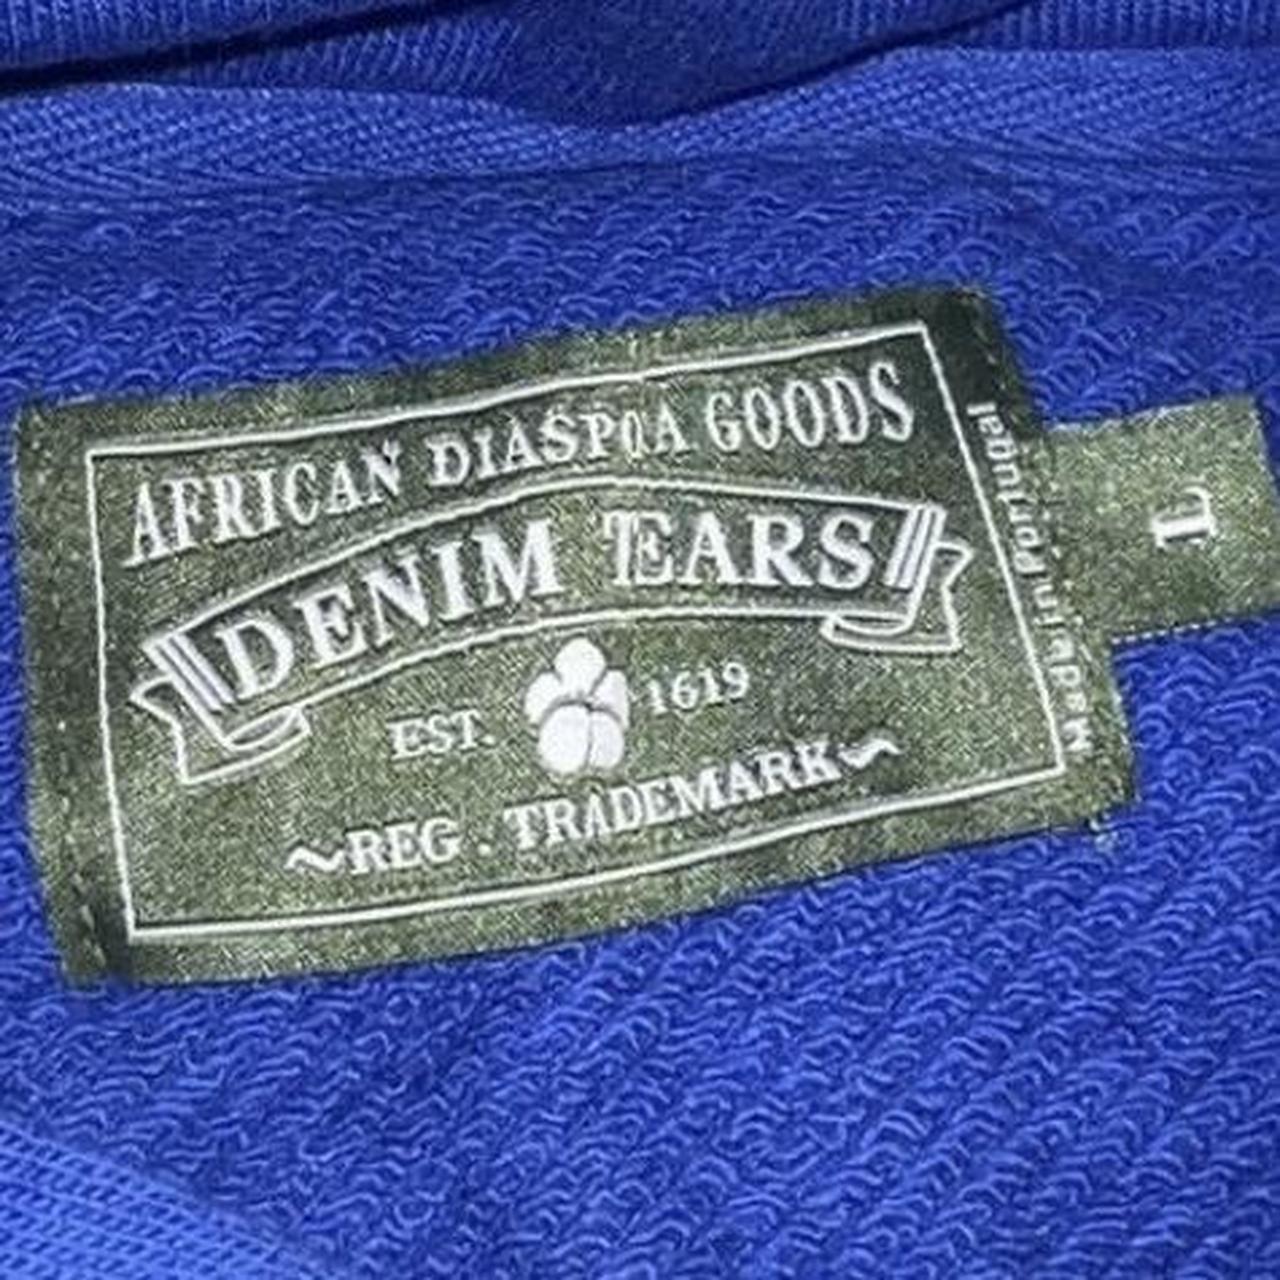 AFRICAN DIASPOA GOODS
DENIM TEARS
EST. 1619
~REG . TRADEMARK~
L